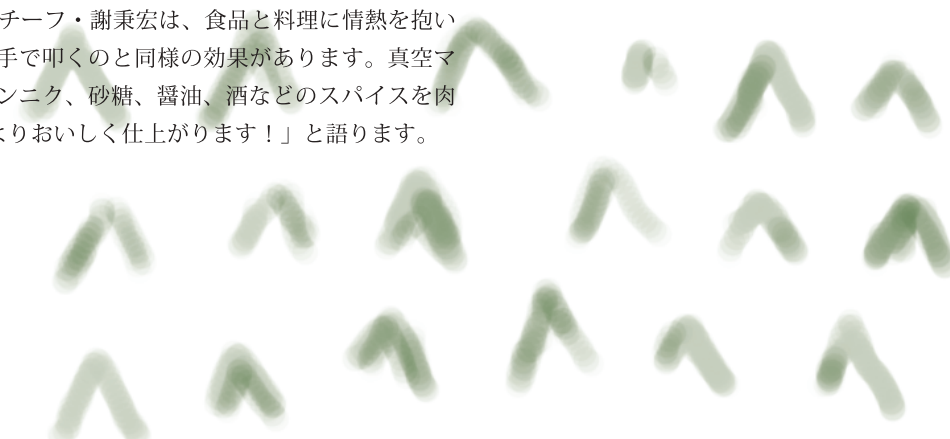 チーフ・謝秉宏は、食品と料理に情熱を抱い
手で叩くのと同様の効果があります。真空マ
ンニク、砂糖、醤油、酒などのスパイスを肉
よりおいしく仕上がります！」と語ります。